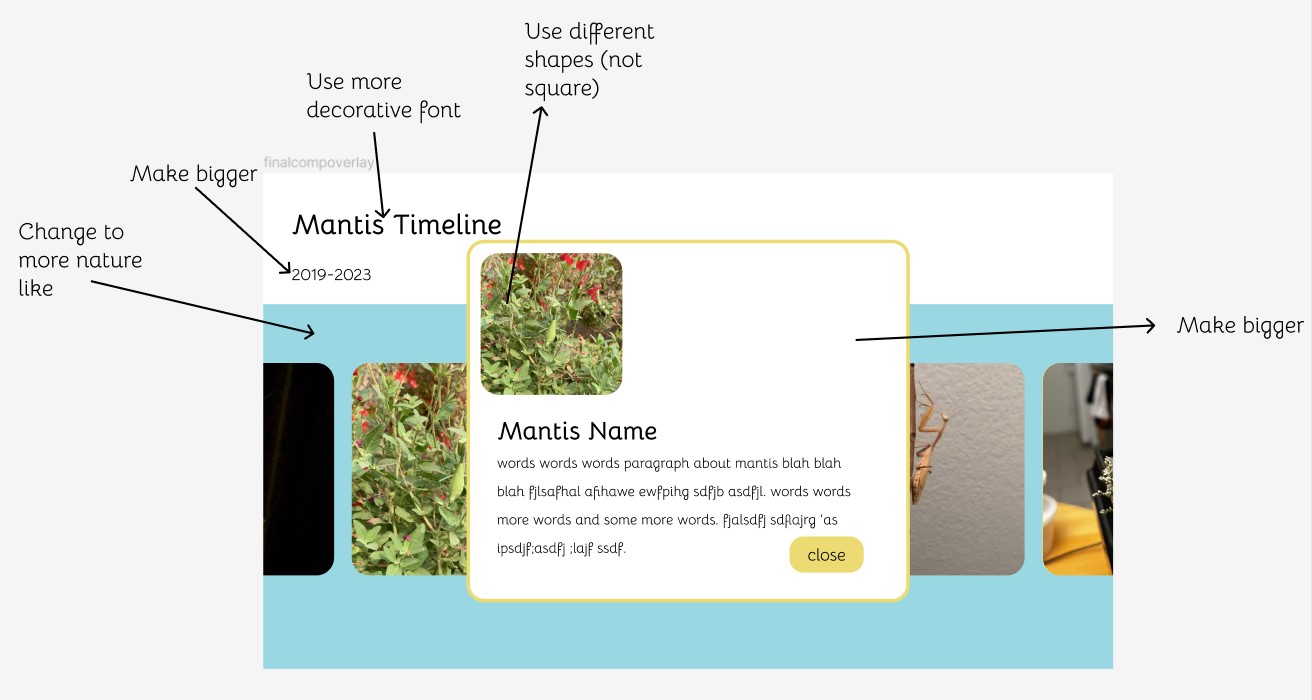 Use different
shapes (not
square)
Use more
decorative font
finalcompoverlay
Make bigger
Change to
more nature
like
Mantis Timeline
2019-2023
Make bigger
Mantis Name
words words words paragraph about mantis blah blah
blah fjlsafhal afihawe ewfpihg sdfjb asdfjl. words words
more words and some more words. fjalsdfj sdflajrg 'as
ipsdjf;asdfj ;lajf ssdf.
close